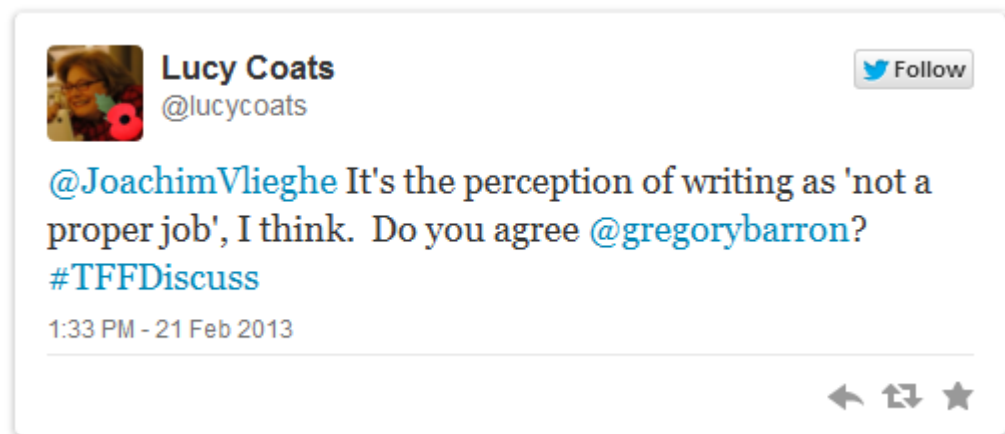 Lucy Coats
Follow
@lucycoats
@JoachimVlieghe It's the perception of writing as 'not a
proper job', I think.  Do you agree @gregorybarron?
#TFFDiscuss
1:33 PM - 21 Feb 2013